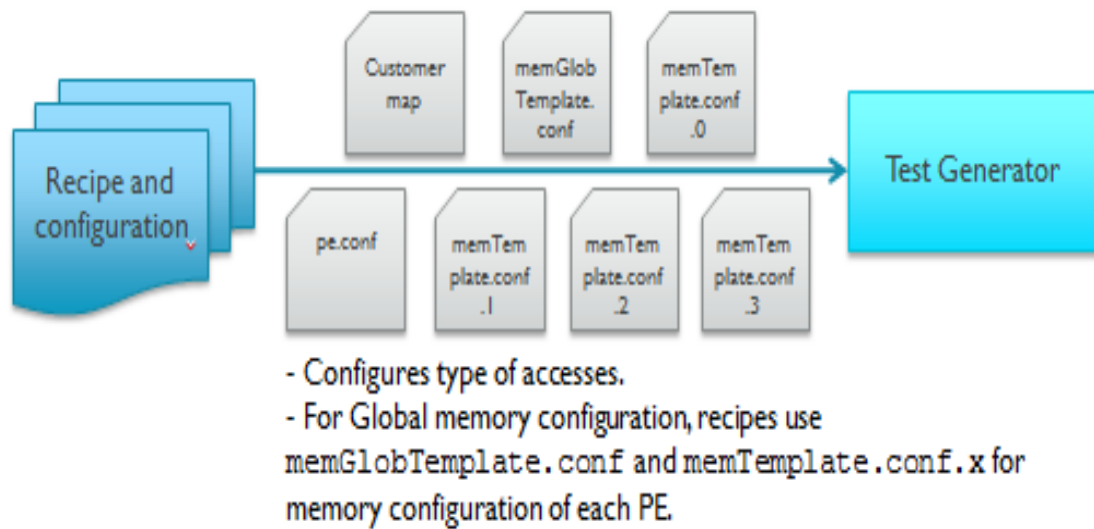 Customer
map
memGlob
Template.
conf
memTem
plate.conf
.0
Recipe and
configuration
Test Generator
pe.conf
memTem
plate.conf
.1
memTem
plate.conf
.2
memTem
plate.conf
.3
- Configures type of accesses.
- For Global memory configuration, recipes use
memGlobTemplate.conf and memTemplate.conf.x for
memory configuration of each PE.